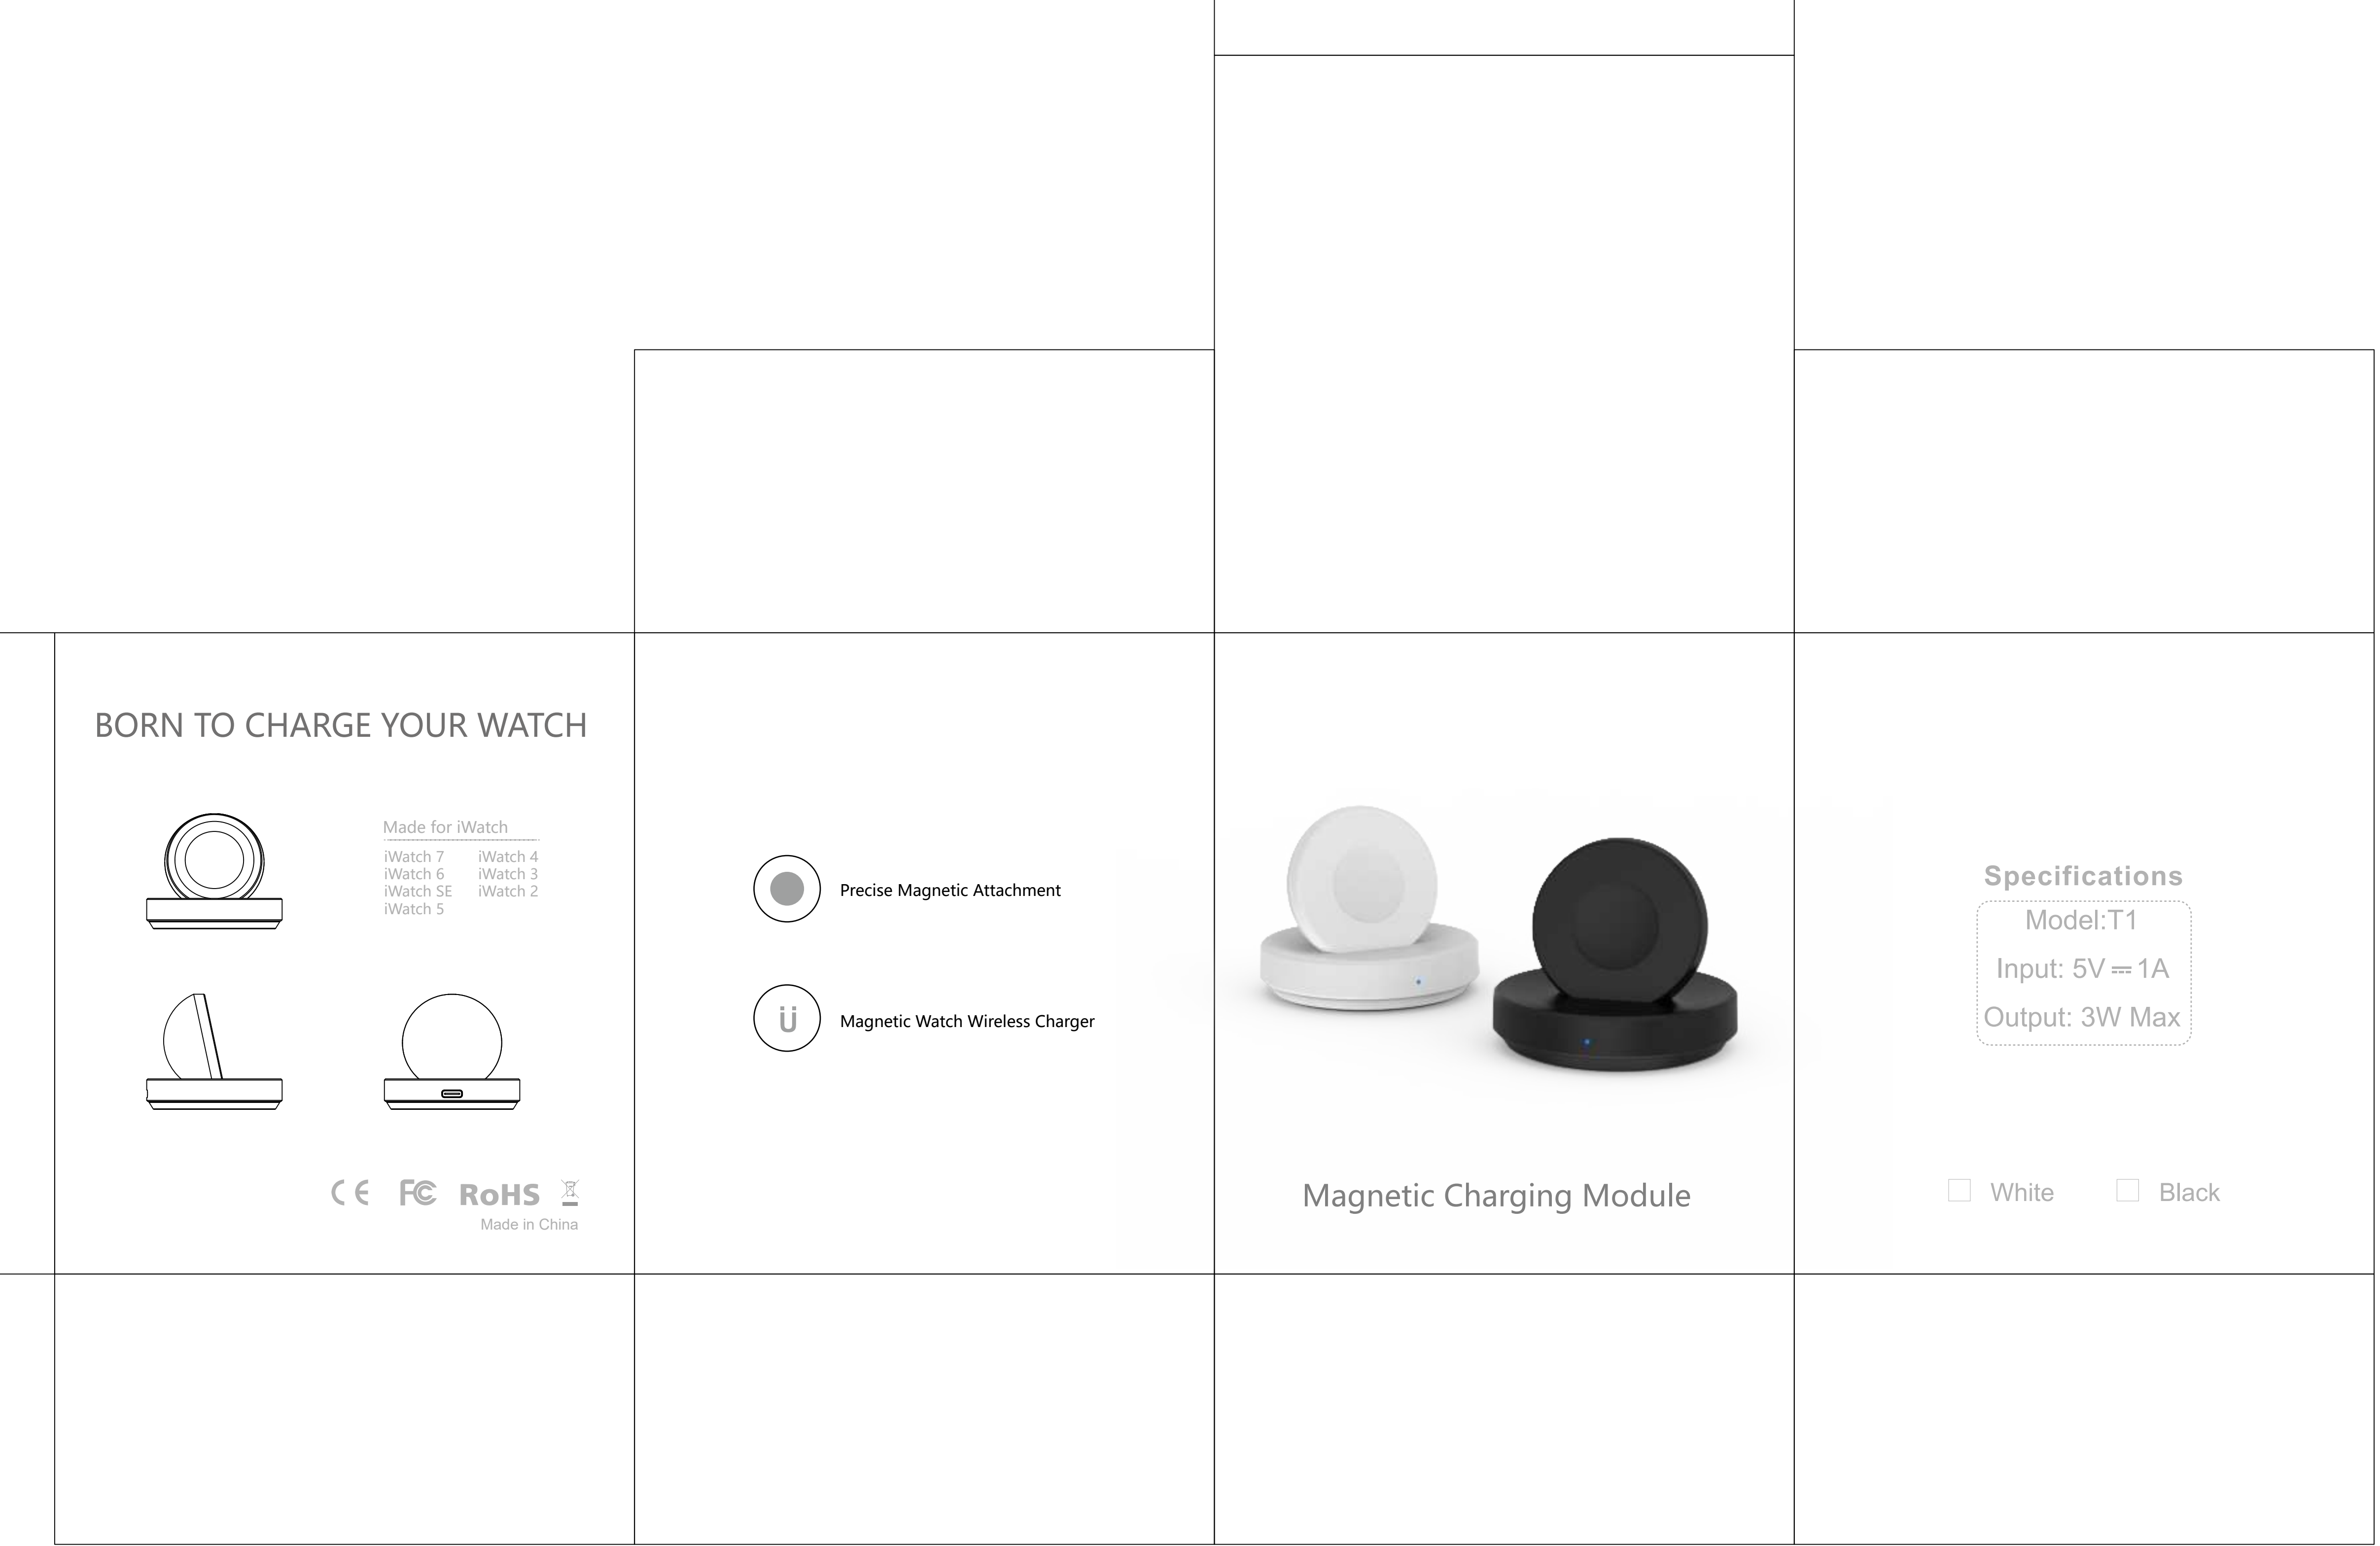 BORN TO CHARGE YOUR WATCH
Made for iWatch
iWatch 7 iWatch 4
iWatch 6 iWatch 3
iWatch SE iWatch 2
iWatch 5
CE FC RoHS
Made in China
Precise Magnetic Attachment
Ü
Magnetic Watch Wireless Charger
Magnetic Charging Module
Specifications
Model:T1
Input: 5V⎓1A
Output: 3W Max
White Black